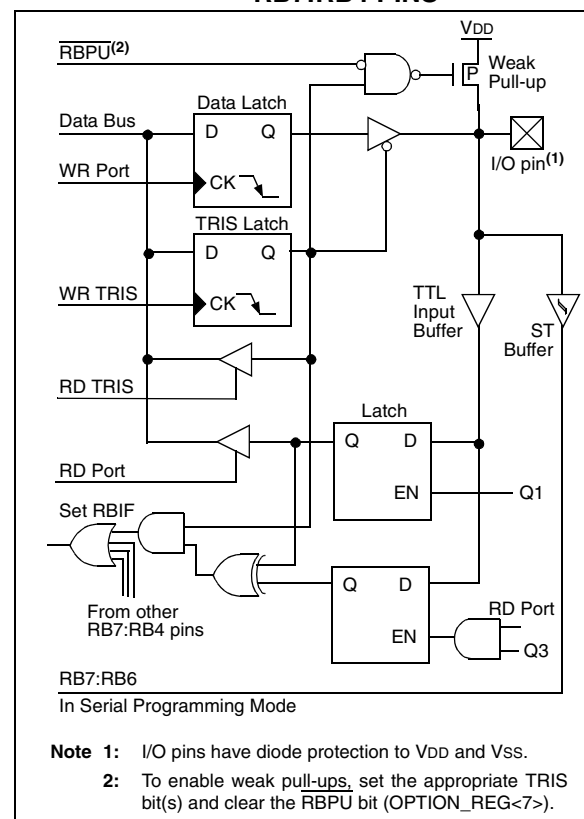 RBPU(2)
VDD
Weak
Pull-up
P
Data Latch
Data Bus
D Q
I/O pin(1)
WR Port
CK
TRIS Latch
D Q
WR TRIS
CK
TTL
Input
Buffer
ST
Buffer
RD TRIS
Latch
Q D
RD Port
EN
Q1
Set RBIF
Q D
RD Port
From other
RB7:RB4 pins
EN
Q3
RB7:RB6
In Serial Programming Mode
Note 1: I/O pins have diode protection to VDD and VSS.
2: To enable weak pull-ups, set the appropriate TRIS
bit(s) and clear the RBPU bit (OPTION_REG<7>).